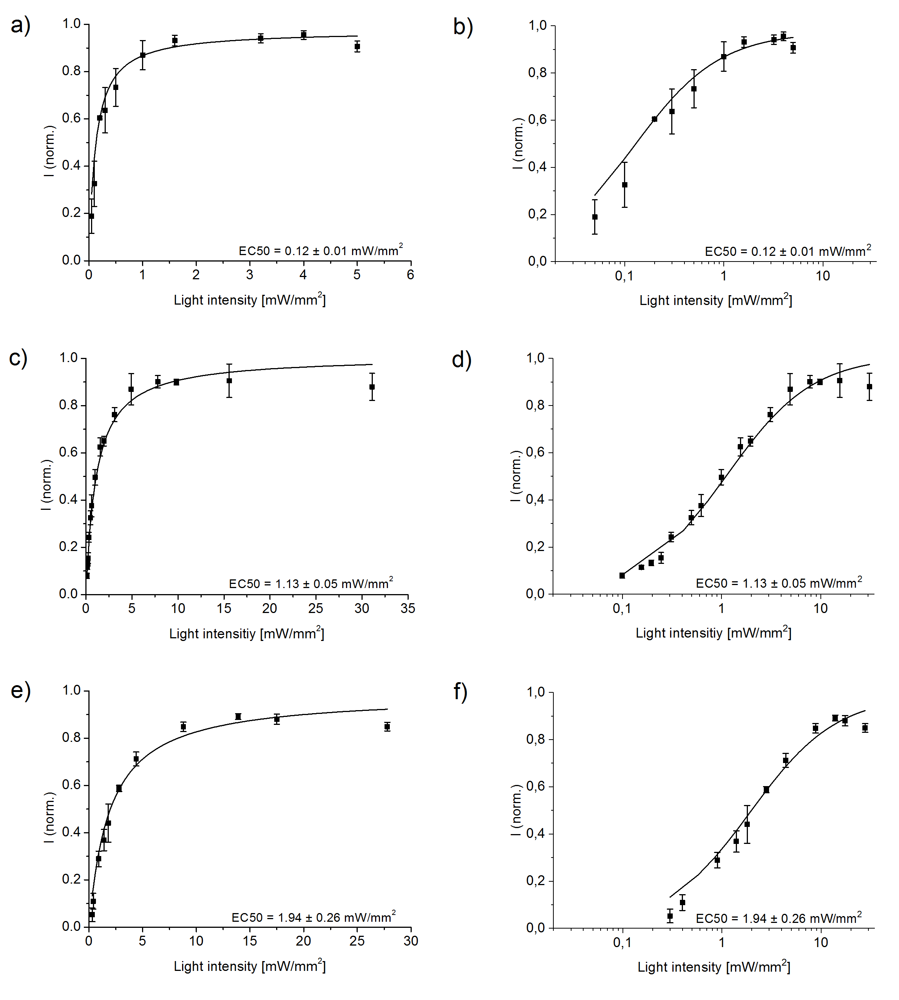 a)
1.0
0.8
0.6
0.4
0.2
0.0
I (norm.)
EC50 = 0.12 ± 0.01 mW/mm²
0 1 2 3 4 5 6
Light intensity [mW/mm²]
b)
1,0
0,8
0,6
0,4
0,2
0,0
I (norm.)
EC50 = 0.12 ± 0.01 mW/mm²
0,1 1 10
Light intensity [mW/mm²]
c)
1.0
0.8
0.6
0.4
0.2
0.0
I (norm.)
EC50 = 1.13 ± 0.05 mW/mm²
0 5 10 15 20 25 30 35
Light intensitiy [mW/mm²]
d)
1,0
0,8
0,6
0,4
0,2
0,0
I (norm.)
EC50 = 1.13 ± 0.05 mW/mm²
0,1 1 10
Light intensitiy [mW/mm²]
e)
1.0
0.8
0.6
0.4
0.2
0.0
I (norm.)
EC50 = 1.94 ± 0.26 mW/mm²
0 5 10 15 20 25 30
Light intensity [mW/mm²]
f)
1,0
0,8
0,6
0,4
0,2
0,0
I (norm.)
EC50 = 1.94 ± 0.26 mW/mm²
0,1 1 10
Light intensity [mW/mm²]